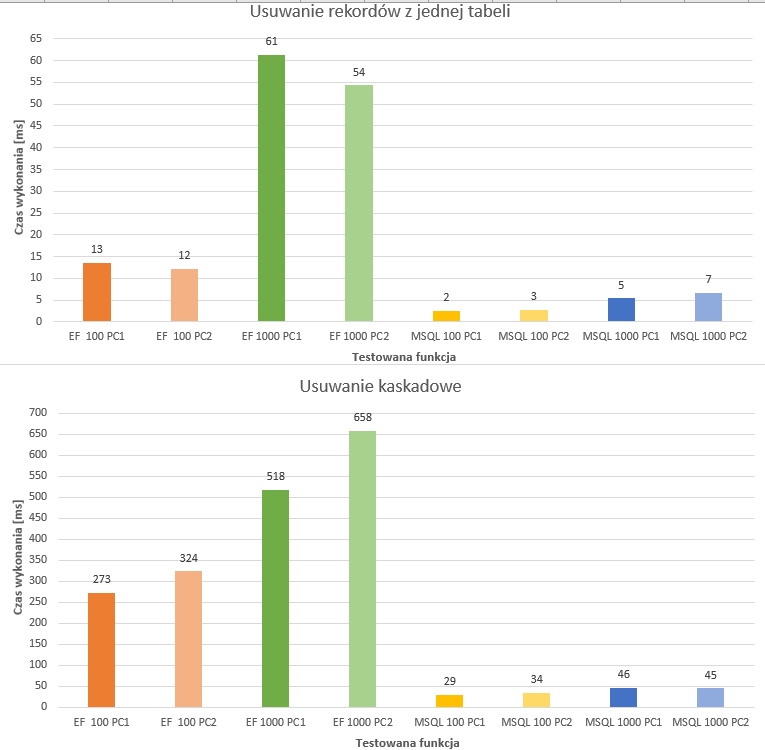 Usuwanie rekordów z jednej tabeli
65
60
55
50
45
40
35
30
25
20
15
10
5
0
Czas wykonania [ms]
13
12
61
54
2
3
5
7
EF  100 PC1
EF  100 PC2
EF 1000 PC1
EF 1000 PC2
MSQL 100 PC1
MSQL 100 PC2
MSQL 1000 PC1
MSQL 1000 PC2
Testowana funkcja
Usuwanie kaskadowe
700
650
600
550
500
450
400
350
300
250
200
150
100
50
0
Czas wykonania [ms]
273
324
518
658
29
34
46
45
EF  100 PC1
EF  100 PC2
EF 1000 PC1
EF 1000 PC2
MSQL 100 PC1
MSQL 100 PC2
MSQL 1000 PC1
MSQL 1000 PC2
Testowana funkcja